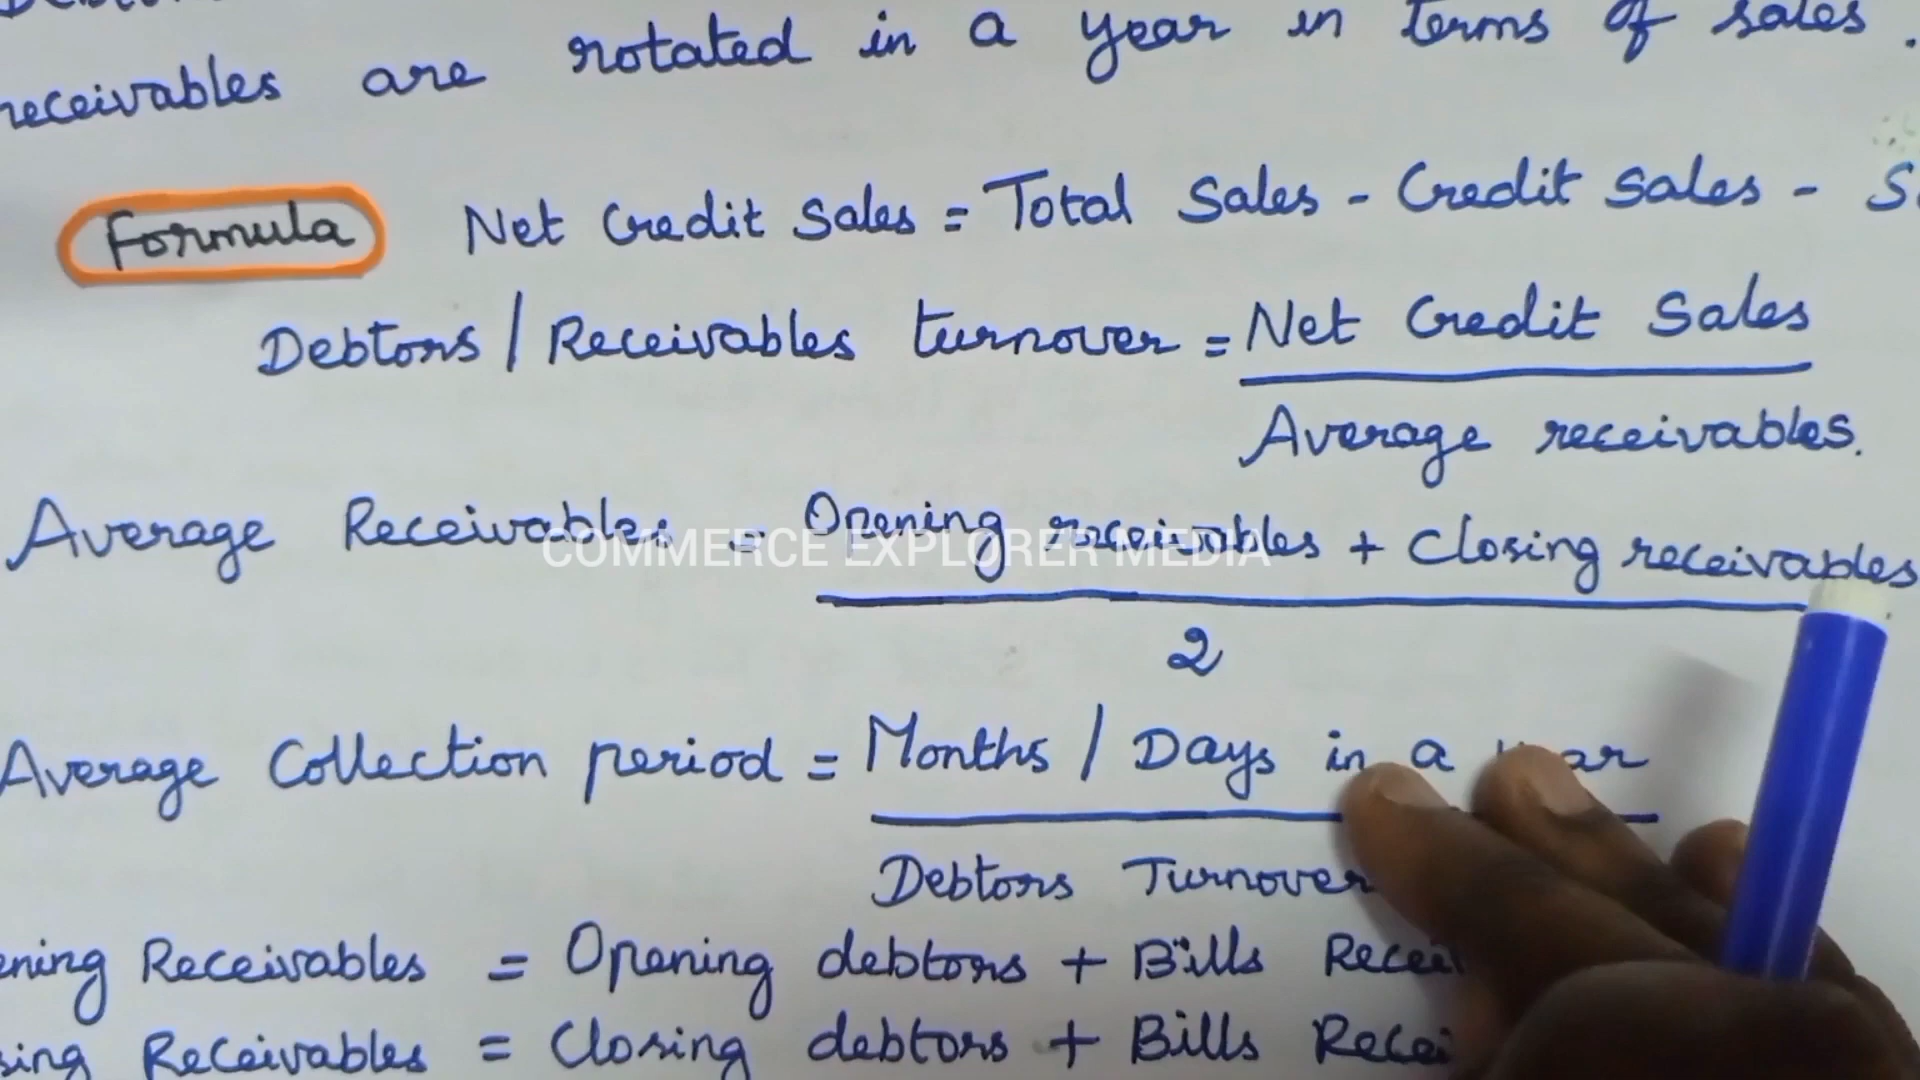 receivables are rotated in a year in terms of sales.
Formula Net Credit Sales = Total Sales - Credit Sales -
Debtors / Receivables turnover = Net Credit Sales
Average receivables.
Average Receivables = Opening receivables + Closing receivables
2
COMMERCE EXPLORER MEDIA
Average Collection period = Months / Days in a
Debtors Turnover
Receivables = Opening debtors + Bills
Receivables = Closing debtors + Bills